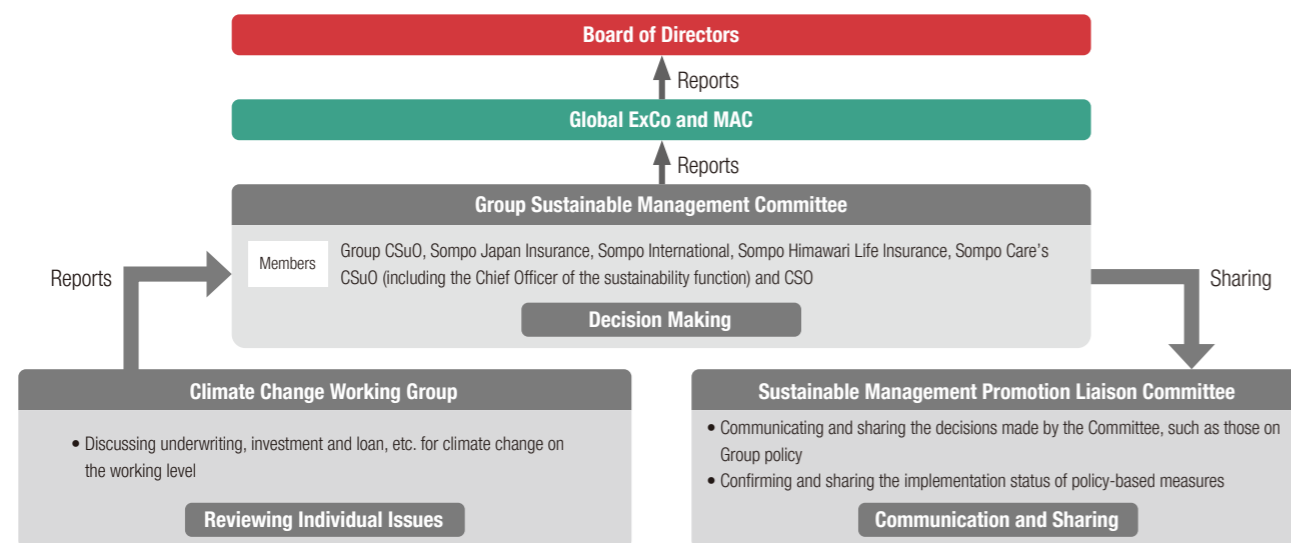 Board of Directors
Reports
Global ExCo and MAC
Reports
Group Sustainable Management Committee
Members
Group CSuO, Sompo Japan Insurance, Sompo International, Sompo Himawari Life Insurance, Sompo Care's
CSuO (including the Chief Officer of the sustainability function) and CSO
Decision Making
Reports
Sharing
Climate Change Working Group
• Discussing underwriting, investment and loan, etc. for climate change on
the working level
Reviewing Individual Issues
Sustainable Management Promotion Liaison Committee
• Communicating and sharing the decisions made by the Committee, such as those on
Group policy
• Confirming and sharing the implementation status of policy-based measures
Communication and Sharing